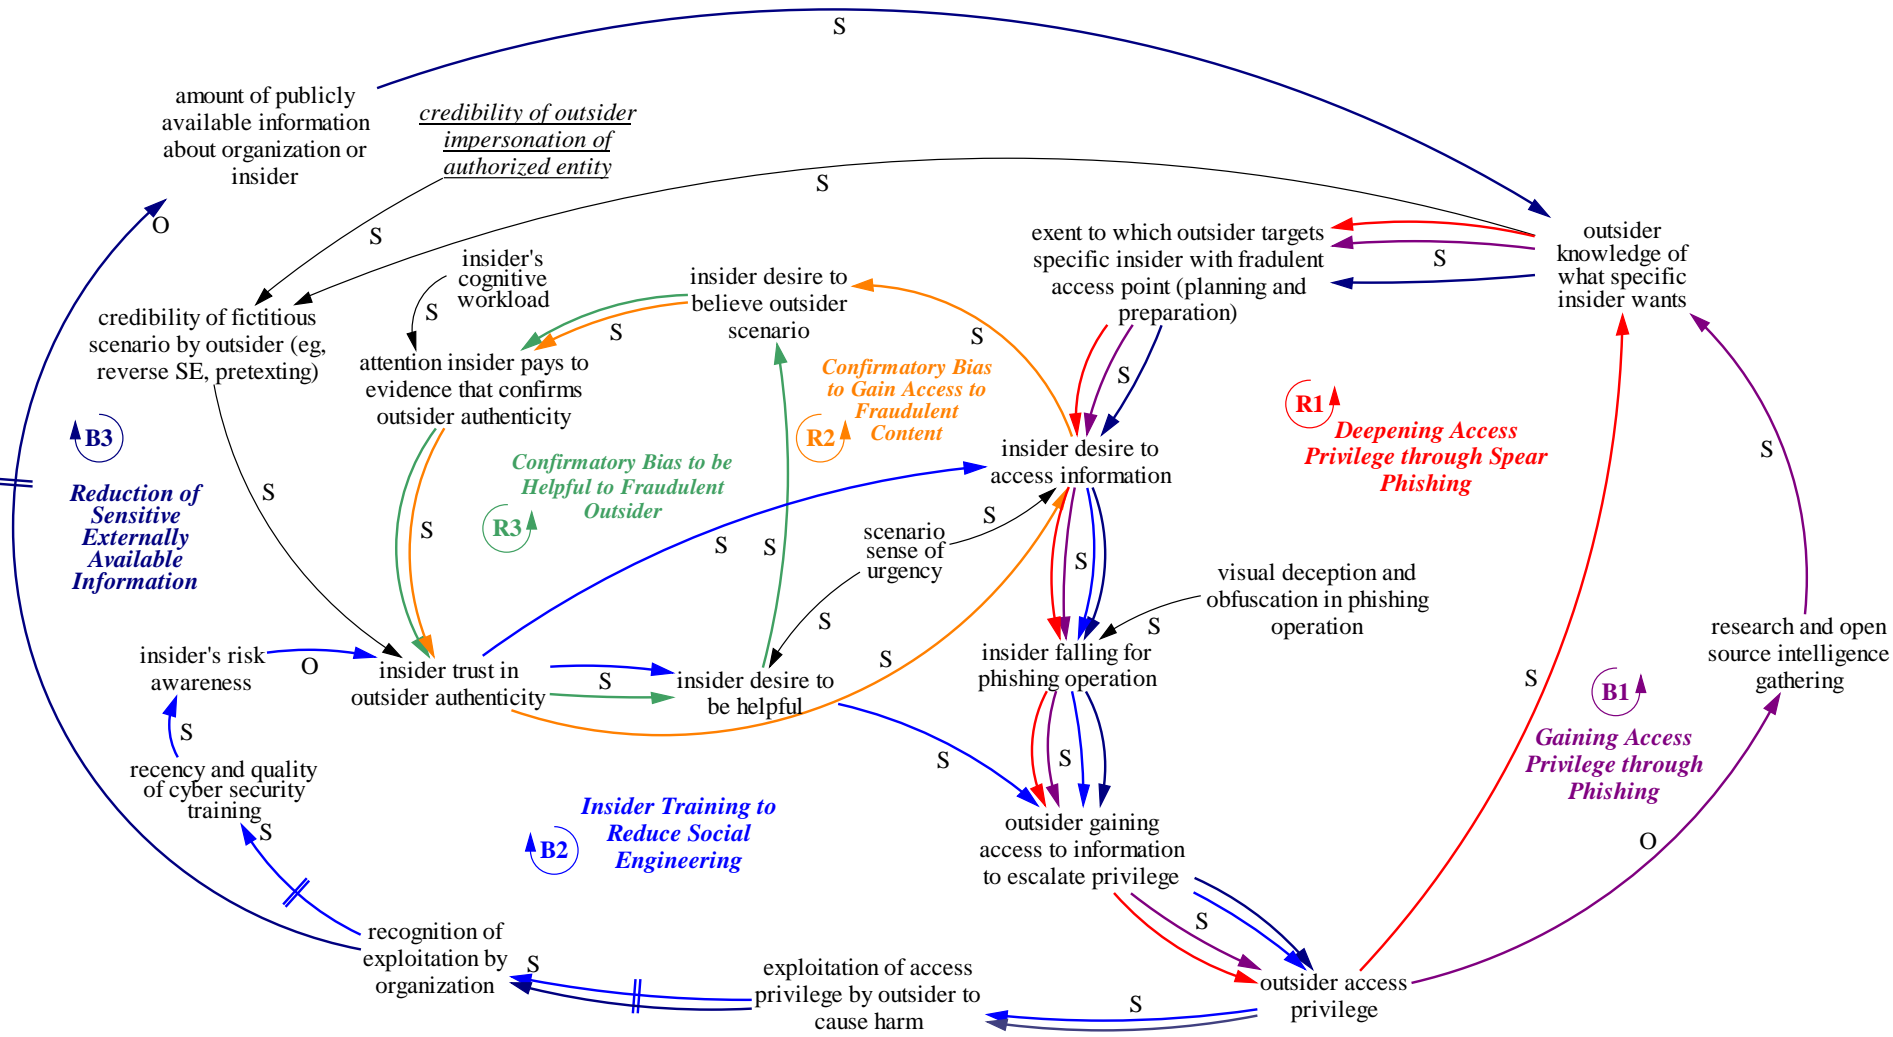 S
amount of publicly
available information
about organization or
insider
credibility of outsider
impersonation of
authorized entity
S
O
S
outsider
knowledge of
what specific
insider wants
exent to which outsider targets
specific insider with fradulent
access point (planning and
preparation)
S
insider's
cognitive
workload
insider desire to
believe outsider
scenario
S
S
S
credibility of fictitious
scenario by outsider (eg,
reverse SE, pretexting)
attention insider pays to
evidence that confirms
outsider authenticity
Confirmatory Bias
to Gain Access to
Fraudulent
Content
R2
S
R1
Deepening Access
Privilege through Spear
Phishing
B3
Reduction of
Sensitive
Externally
Available
Information
Confirmatory Bias to be
Helpful to Fraudulent
Outsider
R3
insider desire to
access information
S
S
S
S
S
S
scenario
sense of
urgency
S
S
visual deception and
obfuscation in phishing
operation
S
S
research and open
source intelligence
gathering
insider's risk
awareness
O
insider trust in
outsider authenticity
S
insider desire to
be helpful
S
insider falling for
phishing operation
S
B1
Gaining Access
Privilege through
Phishing
S
recency and quality
of cyber security
training
S
S
S
Insider Training to
Reduce Social
Engineering
B2
outsider gaining
access to information
to escalate privilege
O
S
recognition of
exploitation by
organization
S
exploitation of access
privilege by outsider to
cause harm
S
outsider access
privilege